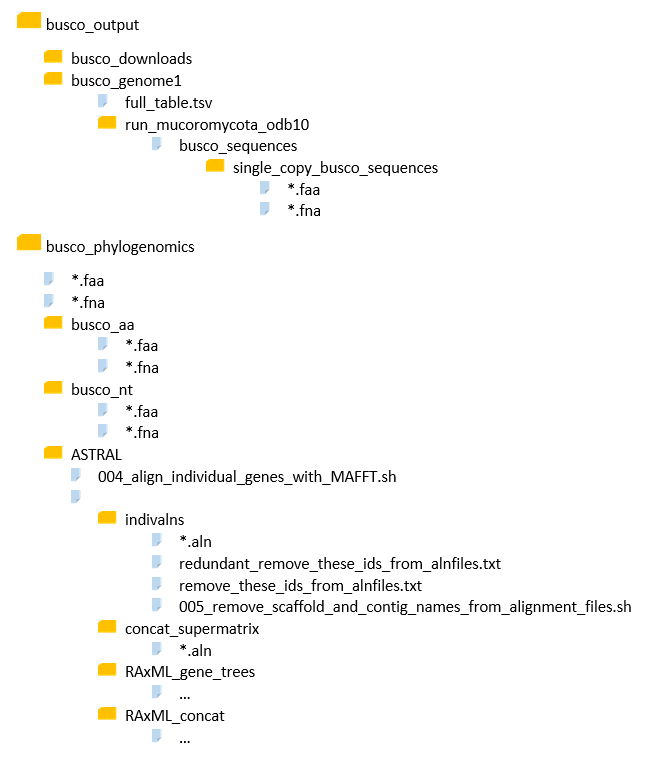 busco_output
busco_downloads
busco_genome1
full_table.tsv
run_mucoromycota_odb10
busco_sequences
single_copy_busco_sequences
*.faa
*.fna
busco_phylogenomics
*.faa
*.fna
busco_aa
*.faa
*.fna
busco_nt
*.faa
*.fna
ASTRAL
004_align_individual_genes_with_MAFFT.sh
indivalns
*.aln
redundant_remove_these_ids_from_alnfiles.txt
remove_these_ids_from_alnfiles.txt
005_remove_scaffold_and_contig_names_from_alignment_files.sh
concat_supermatrix
*.aln
RAxML_gene_trees
...
RAxML_concat
...